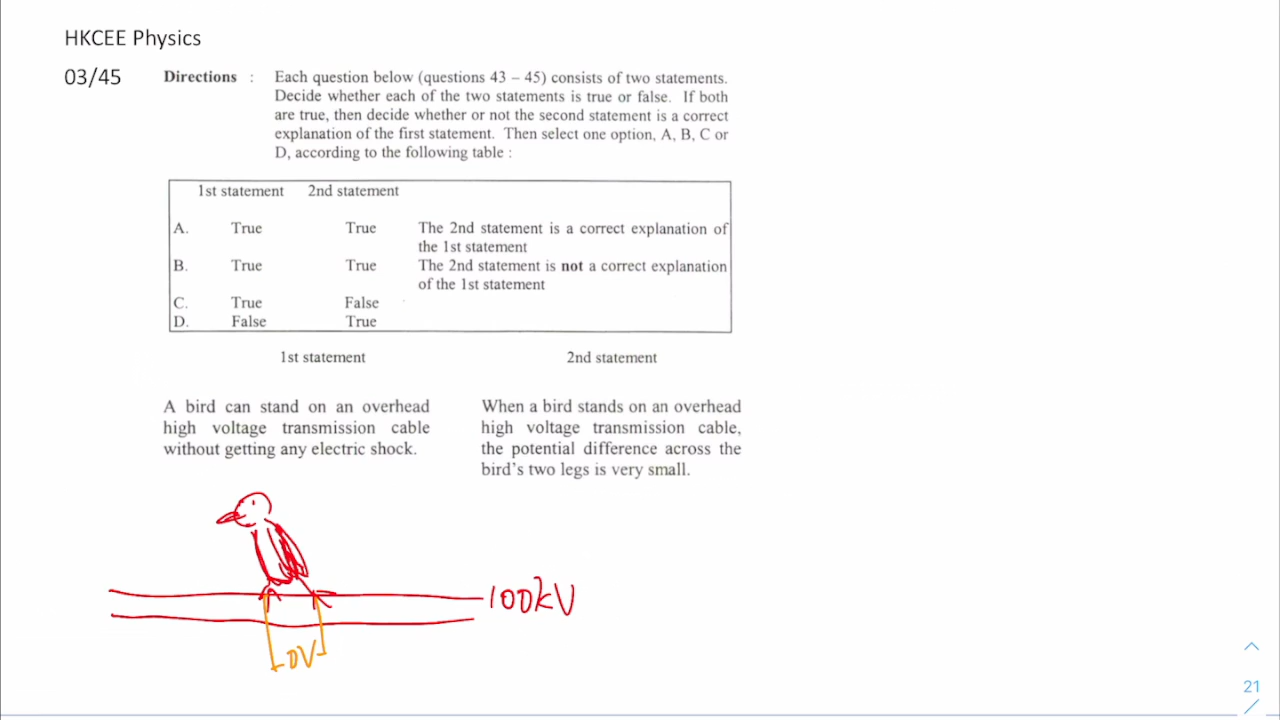 HKCEE Physics
03/45
Directions : Each question below (questions 43 – 45) consists of two statements.
Decide whether each of the two statements is true or false. If both
are true, then decide whether or not the second statement is a correct
explanation of the first statement. Then select one option, A, B, C or
D, according to the following table :
1st statement 2nd statement
A. True True The 2nd statement is a correct explanation of
the 1st statement
B. True True The 2nd statement is not a correct explanation
of the 1st statement
C. True False
D. False True
1st statement 2nd statement
A bird can stand on an overhead
high voltage transmission cable
without getting any electric shock.
When a bird stands on an overhead
high voltage transmission cable,
the potential difference across the
bird's two legs is very small.
100kV
0V
21